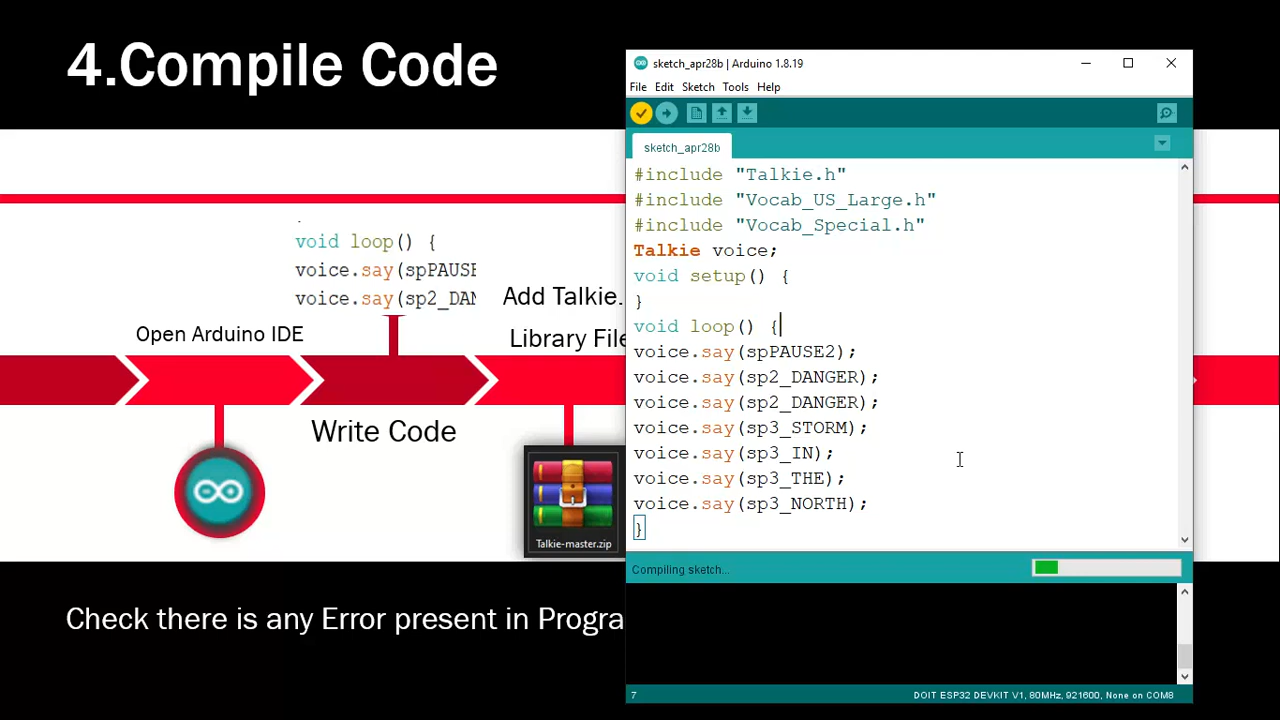 4.Compile Code
void loop() {
voice.say(spPAUSE
voice.say(sp2_DAN
Add Talkie.
Library File
Open Arduino IDE
Write Code
Talkie-master.zip
Check there is any Error present in Progra
sketch_apr28b | Arduino 1.8.19
File Edit Sketch Tools Help
sketch_apr28b
#include "Talkie.h"
#include "Vocab_US_Large.h"
#include "Vocab_Special.h"
Talkie voice;
void setup() {
}
void loop() {
voice.say(spPAUSE2);
voice.say(sp2_DANGER);
voice.say(sp2_DANGER);
voice.say(sp3_STORM);
voice.say(sp3_IN);
voice.say(sp3_THE);
voice.say(sp3_NORTH);
}
Compiling sketch...
7
DOIT ESP32 DEVKIT V1, 80MHz, 921600, None on COM8